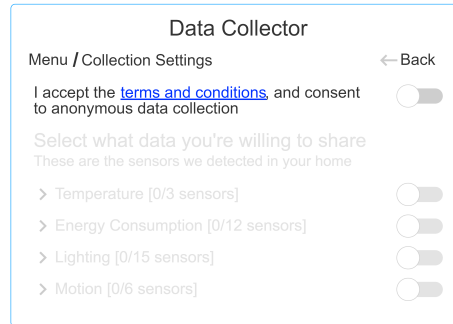 Data Collector
Menu / Collection Settings
Back
I accept the terms and conditions, and consent
to anonymous data collection
Select what data you're willing to share
These are the sensors we detected in your home
Temperature [0/3 sensors]
Energy Consumption [0/12 sensors]
Lighting [0/15 sensors]
Motion [0/6 sensors]